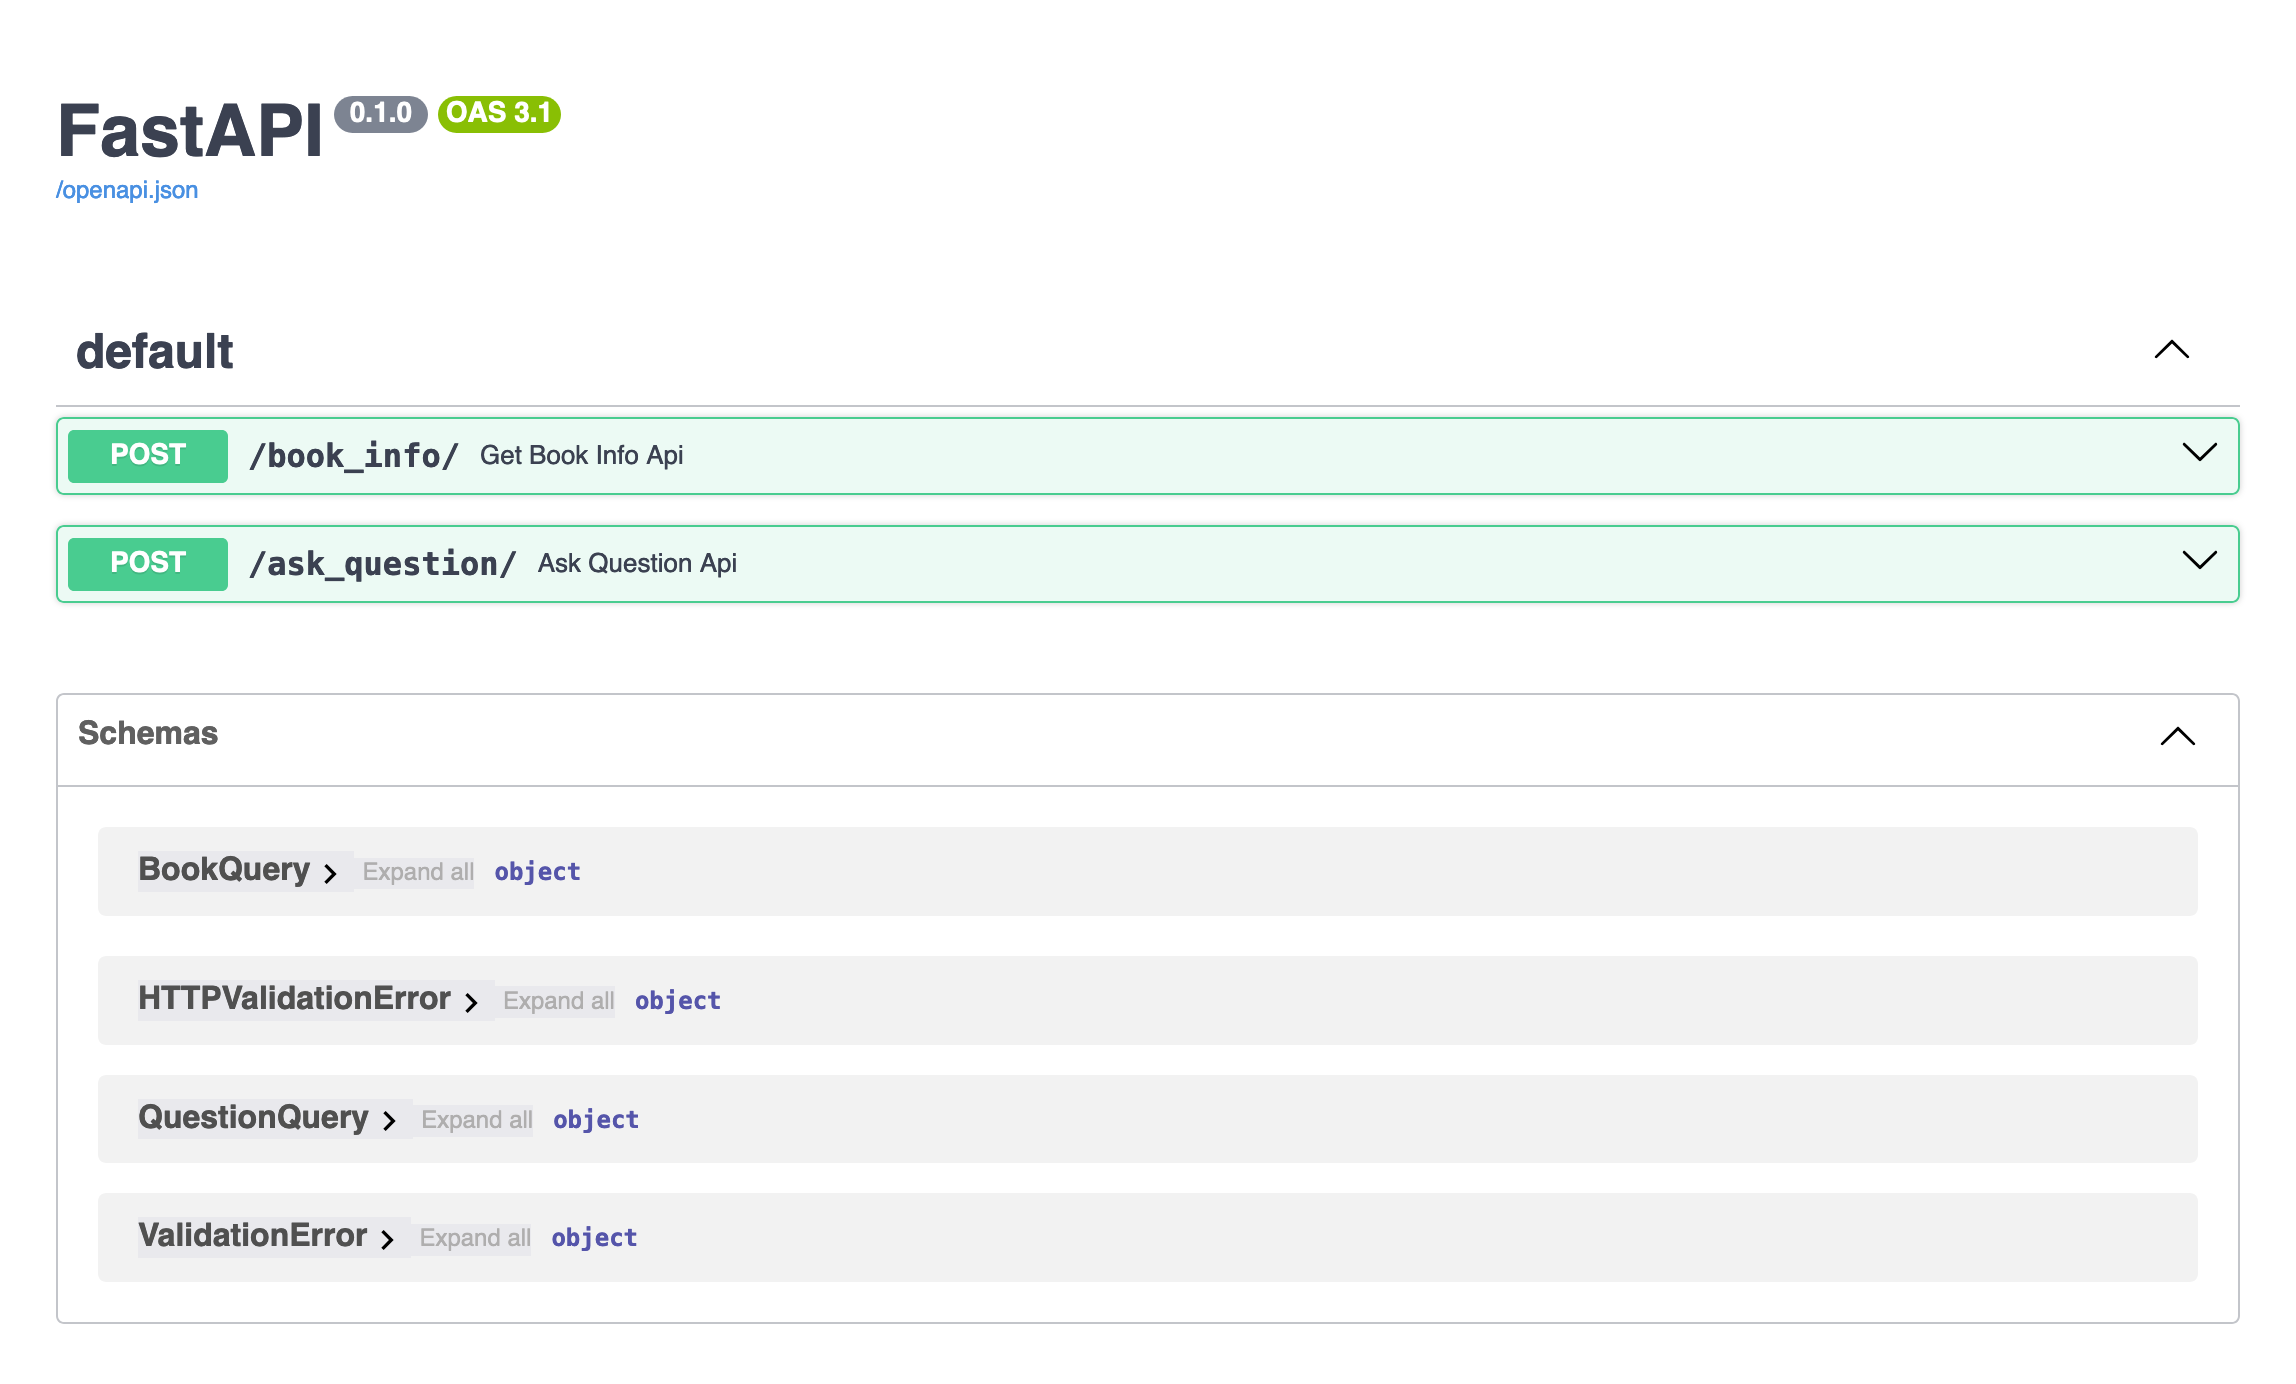 FastAPI 0.1.0 OAS 3.1
/openapi.json
default
POST /book_info/ Get Book Info Api
POST /ask_question/ Ask Question Api
Schemas
BookQuery Expand all object
HTTPValidationError Expand all object
QuestionQuery Expand all object
ValidationError Expand all object